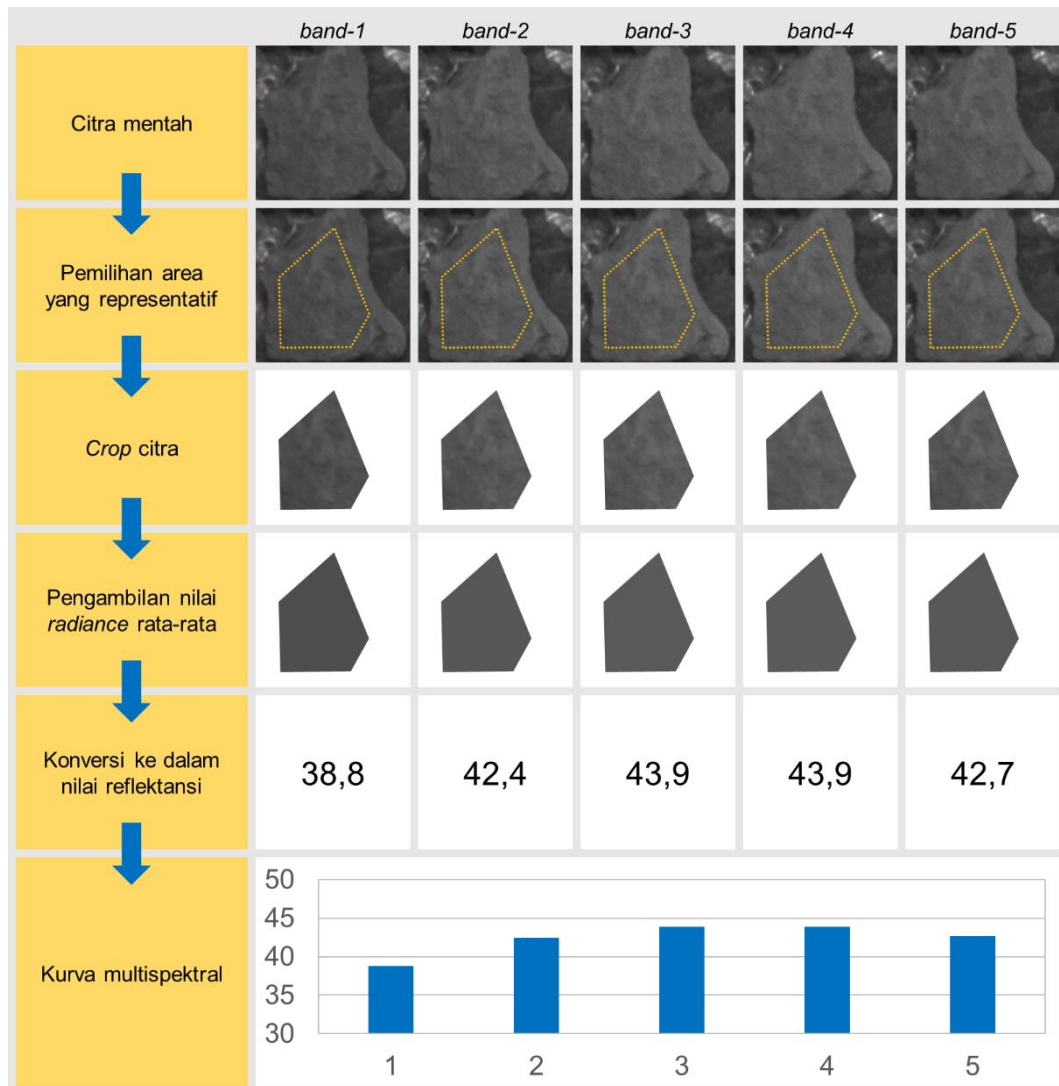 band-1 band-2 band-3 band-4 band-5
Citra mentah
Pemilihan area
yang representatif
Crop citra
Pengambilan nilai
radiance rata-rata
Konversi ke dalam
nilai reflektansi
38,8 42,4 43,9 43,9 42,7
Kurva multispektral
50
45
40
35
30
1 2 3 4 5